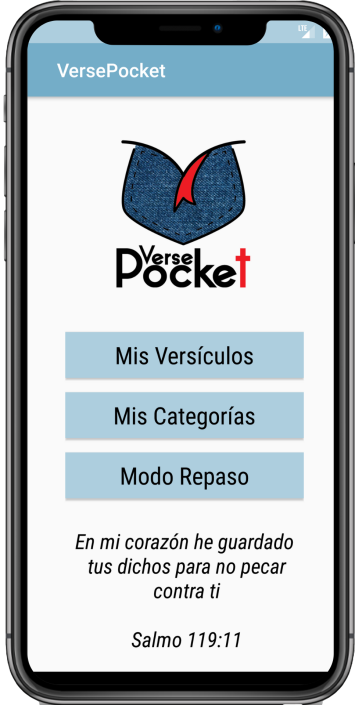 LTE
VersePocket
Verse
Pocket
Mis Versículos
Mis Categorías
Modo Repaso
En mi corazón he guardado
tus dichos para no pecar
contra ti
Salmo 119:11